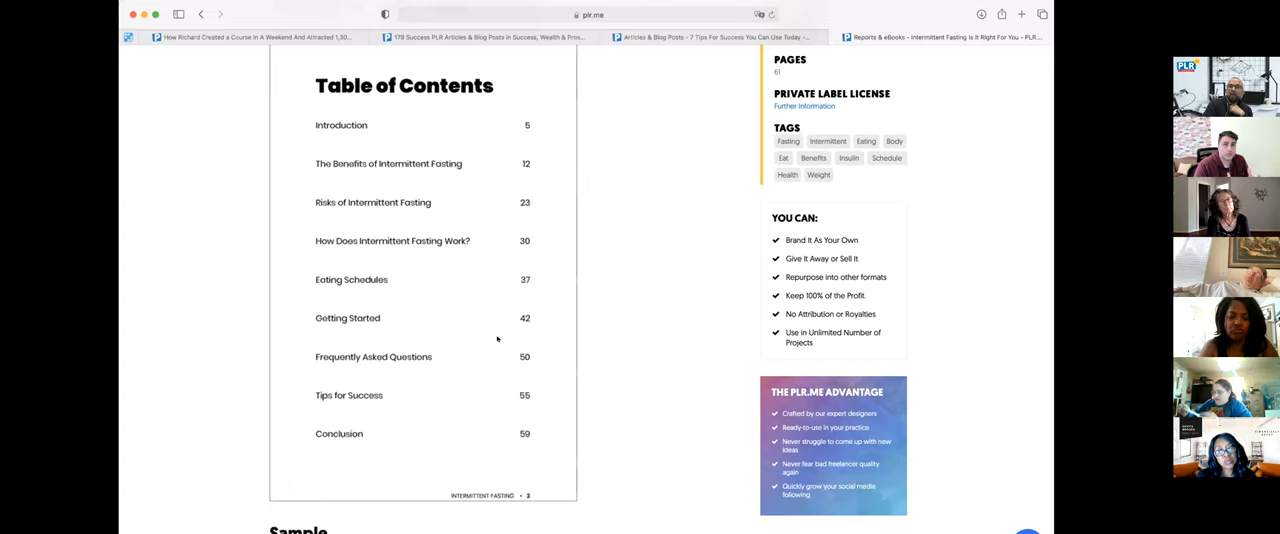 plr.me
How Richard Created a Course In A Weekend And Attracted 1,30...
179 Success PLR Articles & Blog Posts in Success, Wealth & Pros...
Articles & Blog Posts - 7 Tips For Success You Can Use Today -...
Reports & eBooks - Intermittent Fasting Is It Right For You - PLR...
Table of Contents
Introduction 5
The Benefits of Intermittent Fasting 12
Risks of Intermittent Fasting 23
How Does Intermittent Fasting Work? 30
Eating Schedules 37
Getting Started 42
Frequently Asked Questions 50
Tips for Success 55
Conclusion 59
INTERMITTENT FASTING • 3
Sample
PAGES
61
PRIVATE LABEL LICENSE
Further Information
TAGS
Fasting Intermittent Eating Body
Eat Benefits Insulin Schedule
Health Weight
YOU CAN:
Brand It As Your Own
Give It Away or Sell It
Repurpose into other formats
Keep 100% of the Profit.
No Attribution or Royalties
Use in Unlimited Number of
Projects
THE PLR.ME ADVANTAGE
Crafted by our expert designers
Ready-to-use in your practice
Never struggle to come up with new
ideas
Never fear bad freelancer quality
again
Quickly grow your social media
following
PLR